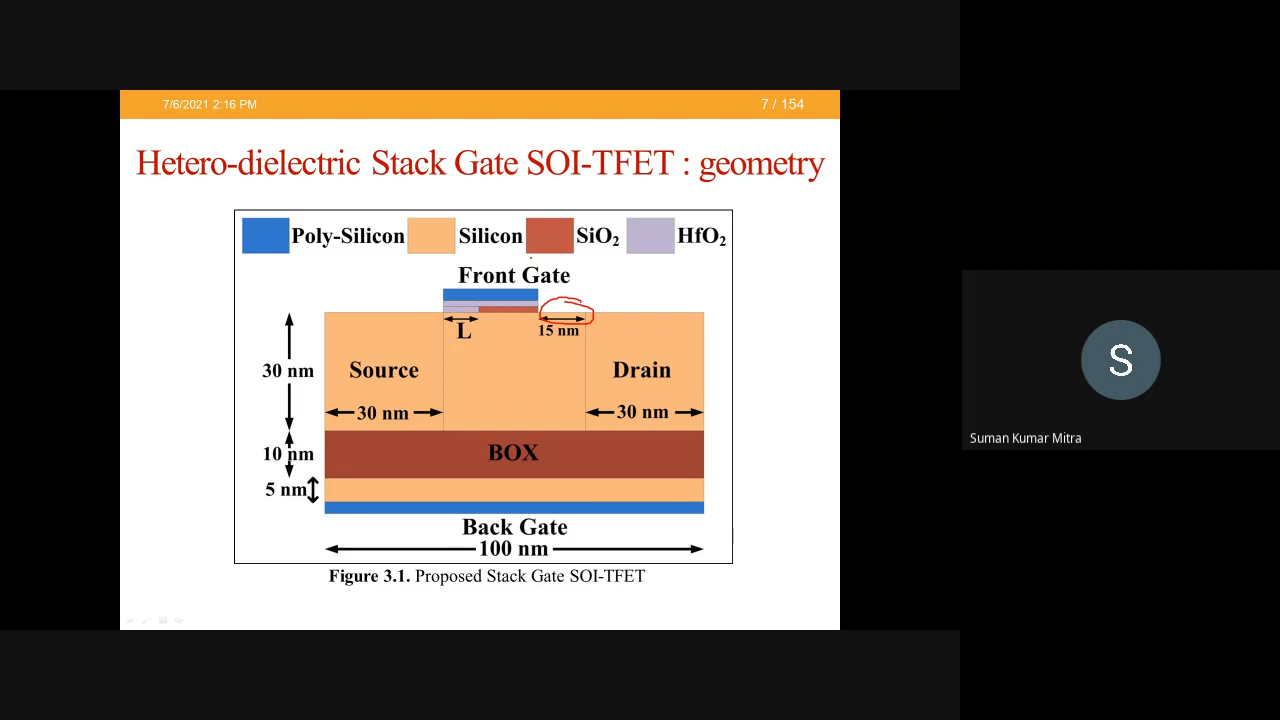 7/6/2021 2:16 PM 7 / 154
Hetero-dielectric Stack Gate SOI-TFET : geometry
Poly-Silicon Silicon SiO₂ HfO₂
Front Gate
L 15 nm
30 nm Source Drain
30 nm 30 nm
10 nm BOX
5 nm
Back Gate
100 nm
Figure 3.1. Proposed Stack Gate SOI-TFET
S
Suman Kumar Mitra